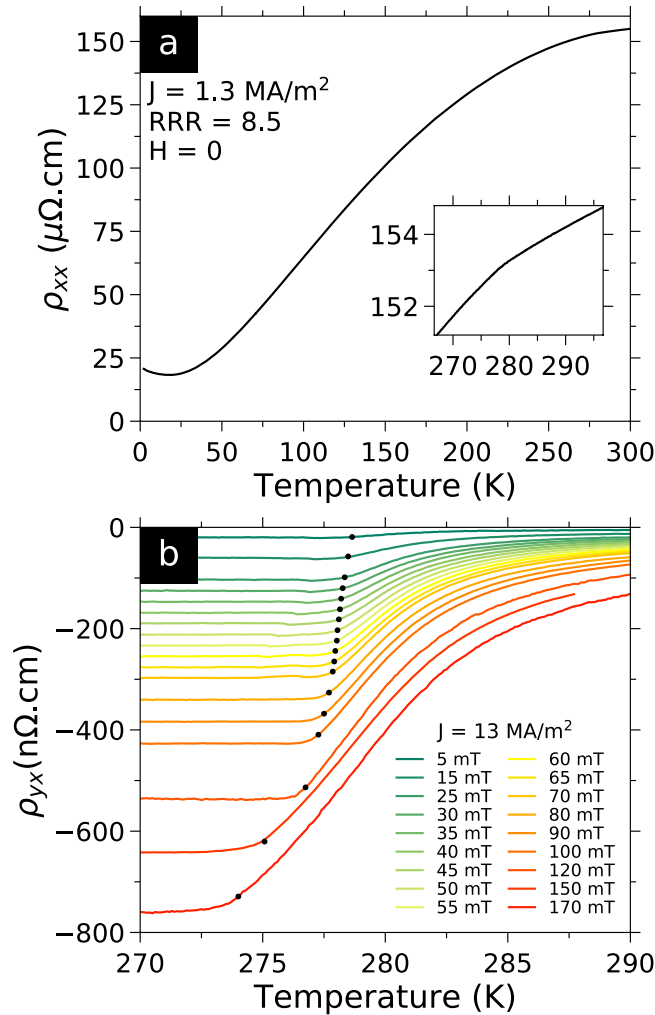 a
J = 1.3 MA/m²
RRR = 8.5
H = 0
150
125
100
75
50
25
0
ρxx (μΩ.cm)
154
152
270 280 290
0 50 100 150 200 250 300
Temperature (K)
b
0
−200
−400
−600
−800
ρyx(nΩ.cm)
J = 13 MA/m²
5 mT 60 mT
15 mT 65 mT
25 mT 70 mT
30 mT 80 mT
35 mT 90 mT
40 mT 100 mT
45 mT 120 mT
50 mT 150 mT
55 mT 170 mT
270 275 280 285 290
Temperature (K)